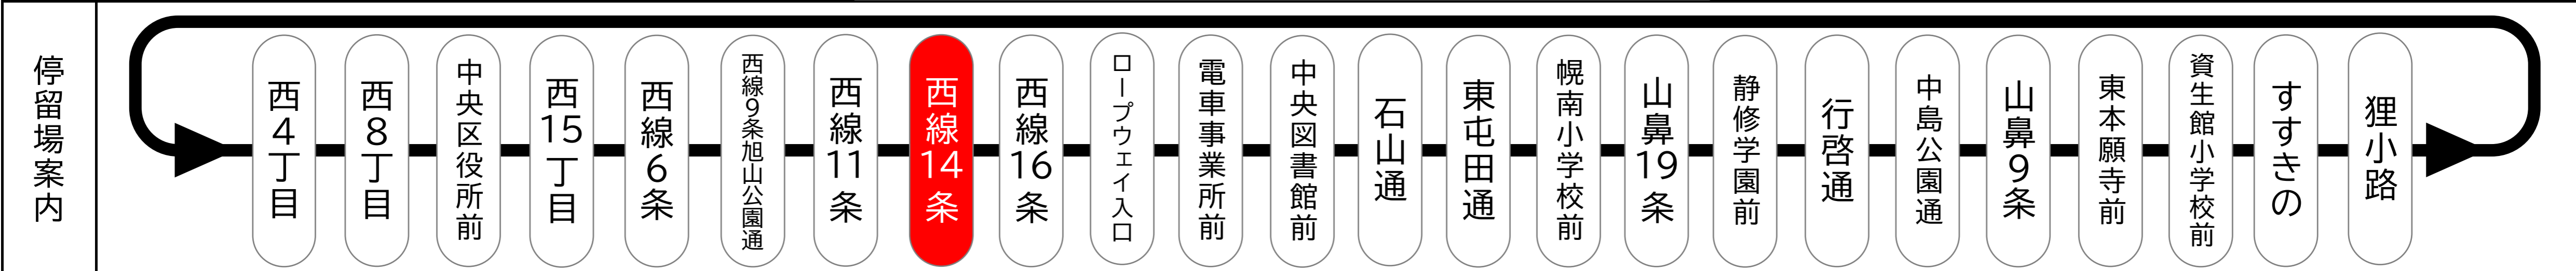 停留場案内
西4丁目
西8丁目
中央区役所前
西15丁目
西線6条
西線9条旭山公園通
西線11条
西線14条
西線16条
ロープウェイ入口
電車事業所前
中央図書館前
石山通
東屯田通
幌南小学校前
山鼻19条
静修学園前
行啓通
中島公園通
山鼻9条
東本願寺前
資生館小学校前
すすきの
狸小路